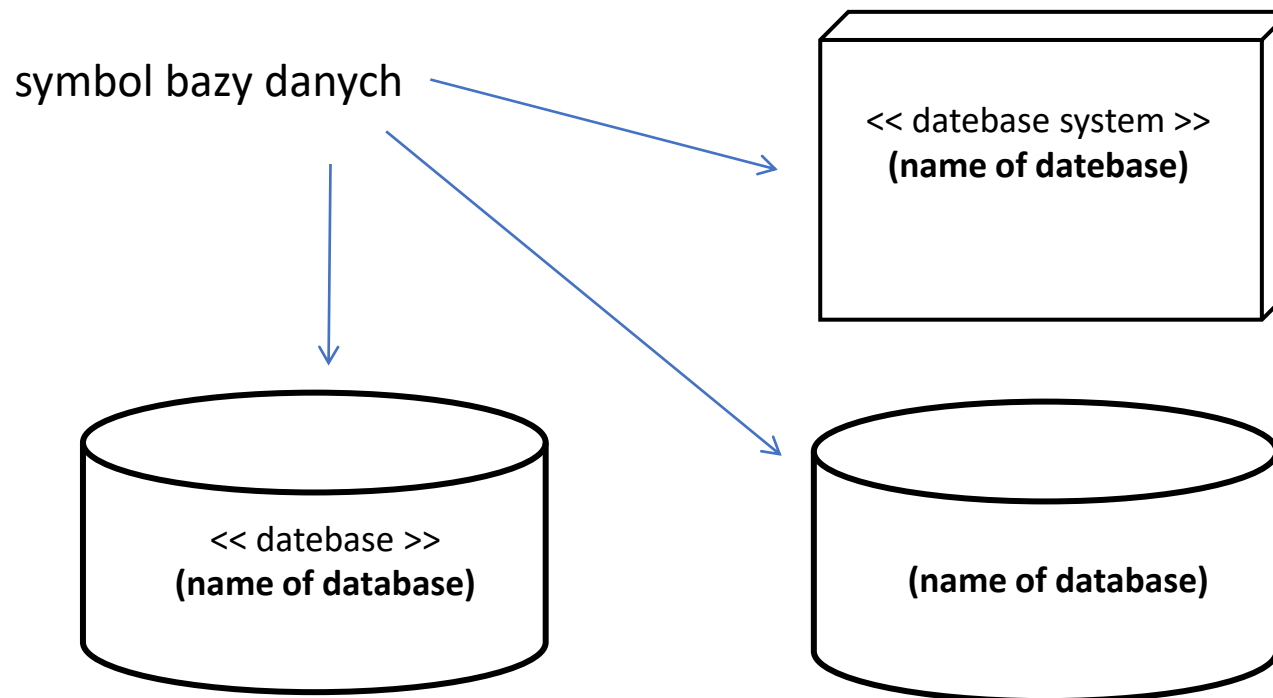 symbol bazy danych
<< datebase system >>
(name of datebase)
<< datebase >>
(name of database)
(name of database)